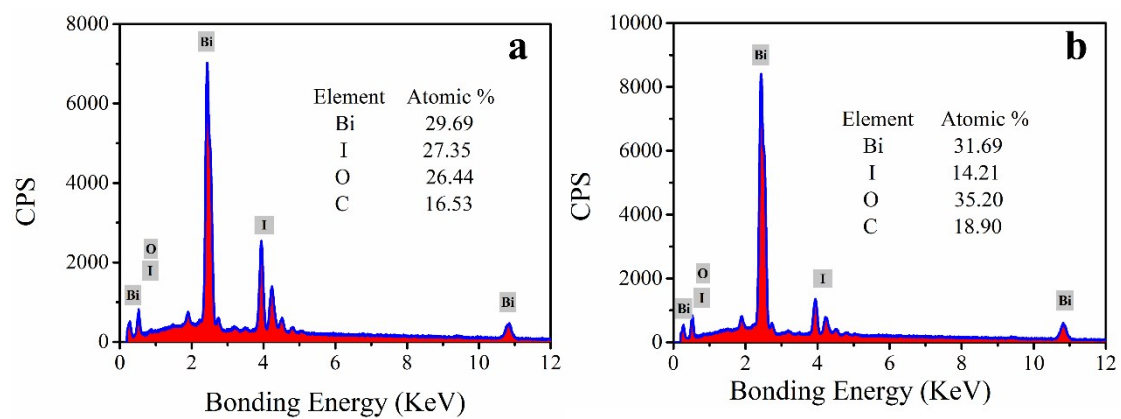 a
8000
6000
4000
2000
0
CPS
Bi
Element Atomic %
Bi 29.69
I 27.35
O 26.44
C 16.53
I
O
I
Bi
Bi
0 2 4 6 8 10 12
Bonding Energy (KeV)
b
10000
8000
6000
4000
2000
0
CPS
Bi
Element Atomic %
Bi 31.69
I 14.21
O 35.20
C 18.90
O
I
I
Bi
Bi
0 2 4 6 8 10 12
Bonding Energy (KeV)